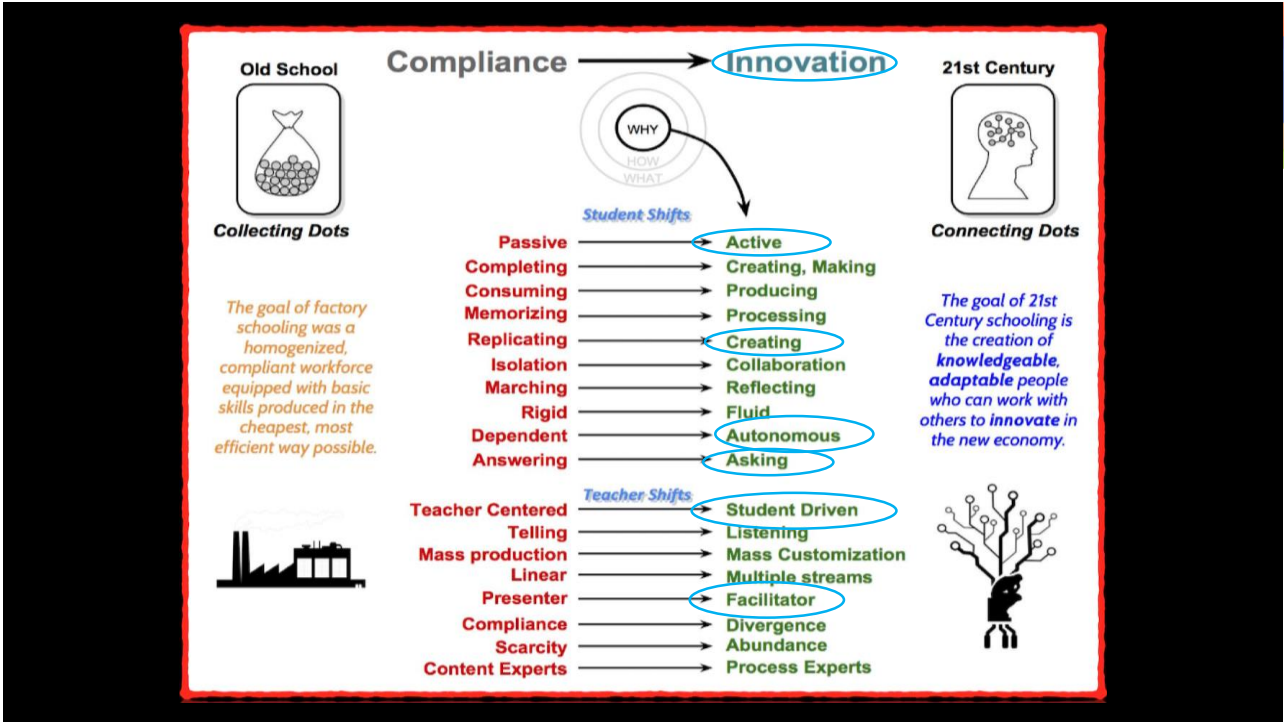 Compliance Innovation
Old School
21st Century
WHY
HOW
WHAT
Collecting Dots
Connecting Dots
Student Shifts
Passive Active
Completing Creating, Making
Consuming Producing
Memorizing Processing
Replicating Creating
Isolation Collaboration
Marching Reflecting
Rigid Fluid
Dependent Autonomous
Answering Asking
The goal of factory
schooling was a
homogenized,
compliant workforce
equipped with basic
skills produced in the
cheapest, most
efficient way possible.
The goal of 21st
Century schooling is
the creation of
knowledgeable,
adaptable people
who can work with
others to innovate in
the new economy.
Teacher Shifts
Teacher Centered Student Driven
Telling Listening
Mass production Mass Customization
Linear Multiple streams
Presenter Facilitator
Compliance Divergence
Scarcity Abundance
Content Experts Process Experts